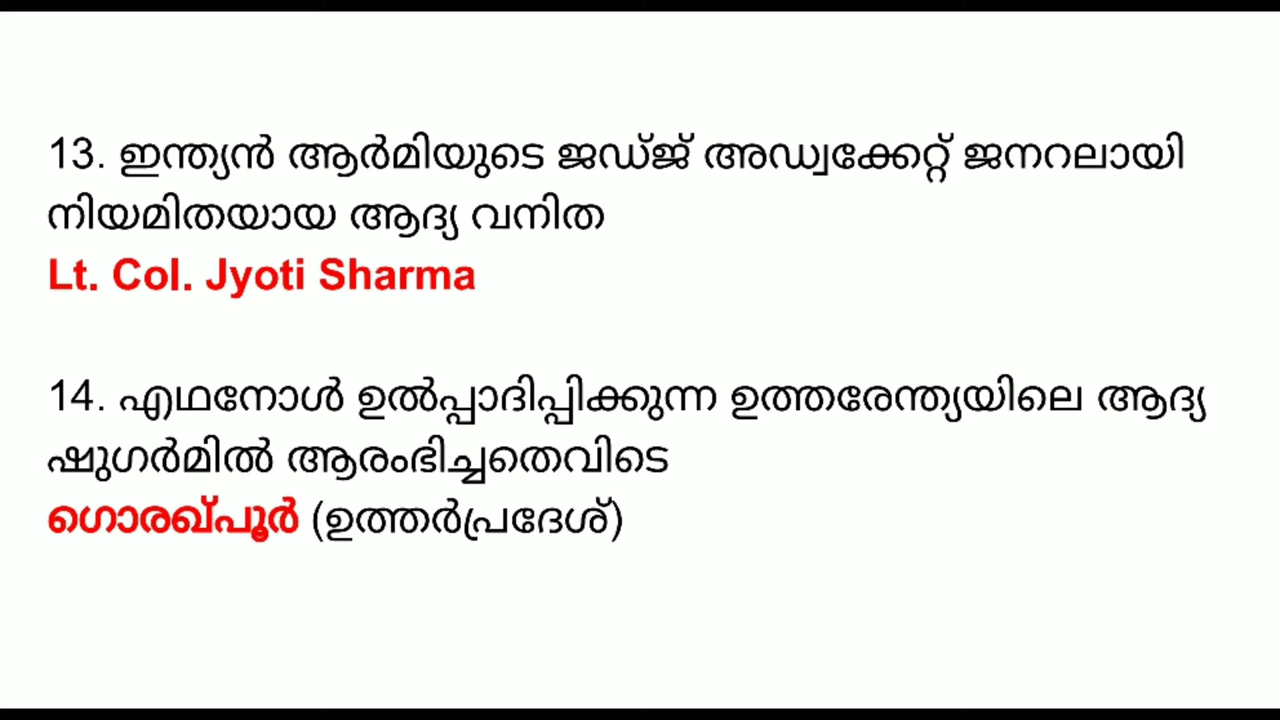 13. ഇന്ത്യൻ ആർമിയുടെ ജഡ്ജ് അഡ്വക്കേറ്റ് ജനറലായി
നിയമിതയായ ആദ്യ വനിത
Lt. Col. Jyoti Sharma
14. എഥനോൾ ഉൽപ്പാദിപ്പിക്കുന്ന ഉത്തരേന്ത്യയിലെ ആദ്യ
ഷുഗർമിൽ ആരംഭിച്ചതെവിടെ
ഗൊരഖ്പൂർ (ഉത്തർപ്രദേശ്)